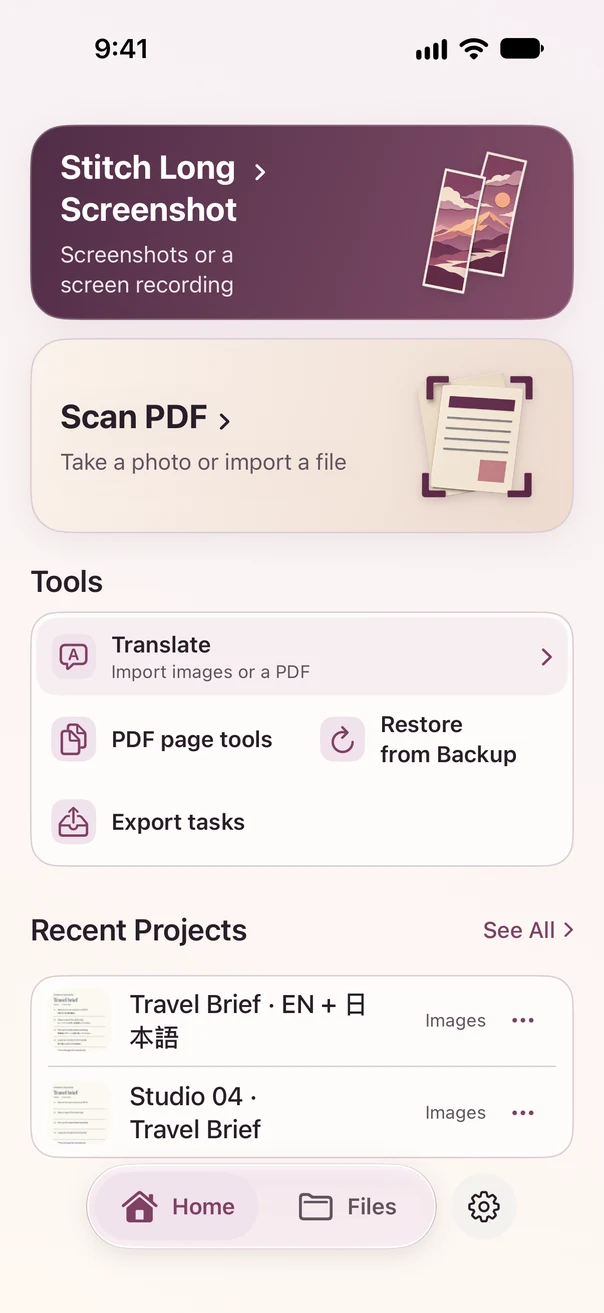 9:41
Stitch Long
Screenshot
Screenshots or a
screen recording
Scan PDF
Take a photo or import a file
Tools
Translate
Import images or a PDF
PDF page tools
Restore
from Backup
Export tasks
Recent Projects
See All
Travel Brief · EN + 日
本語
Images
Studio 04 ·
Travel Brief
Images
Home
Files